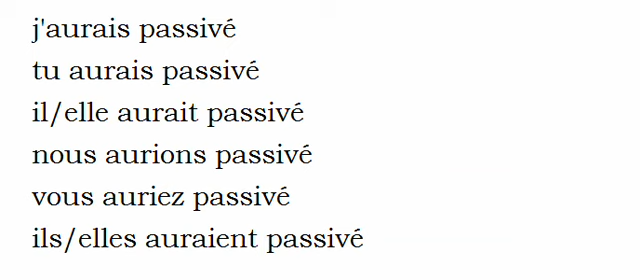 j'aurais passivé
tu aurais passivé
il/elle aurait passivé
nous aurions passivé
vous auriez passivé
ils/elles auraient passivé